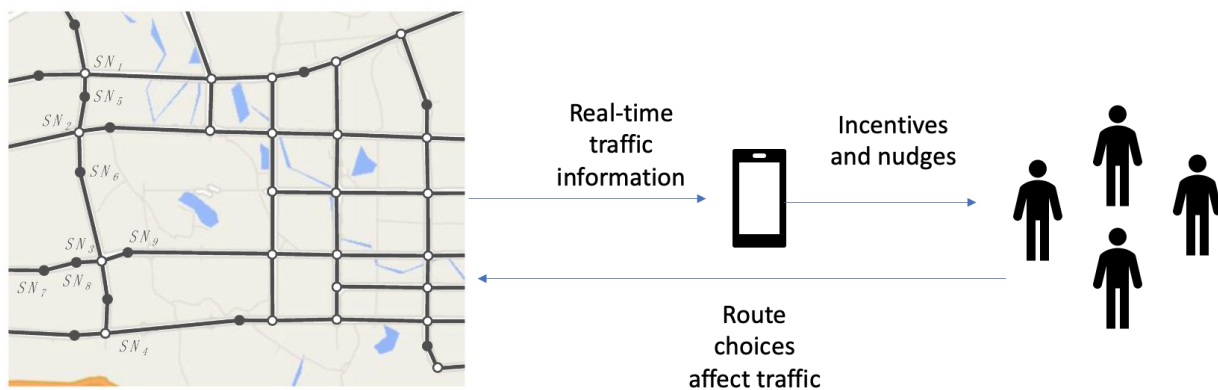 SN₁
SN₅
SN₂
SN₆
SN₃
SN₉
SN₇
SN₈
SN₄
Real-time
traffic
information
Incentives
and nudges
Route
choices
affect traffic